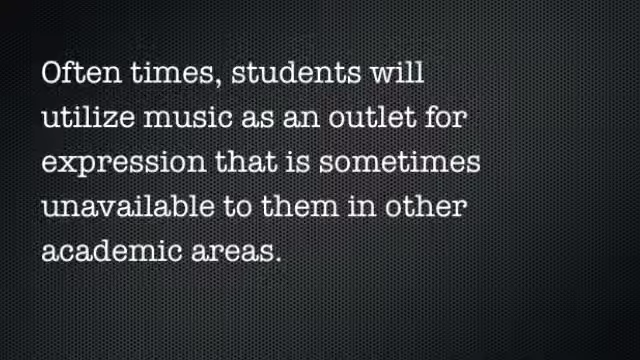 Often times, students will
utilize music as an outlet for
expression that is sometimes
unavailable to them in other
academic areas.